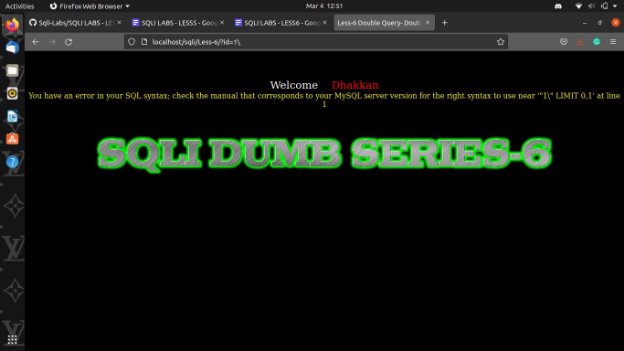 Activities
Firefox Web Browser
Mar 4 12:51
Sqli-Labs/SQLI LABS - LES
SQLI LABS - LESS5 - Goo
SQLI LABS - LESS6 - Goo
Less-6 Double Query- Doub
localhost/sqli/Less-6/?id=1\
Welcome Dhakkan
You have an error in your SQL syntax; check the manual that corresponds to your MySQL server version for the right syntax to use near '"1\" LIMIT 0,1' at line
1
SQLI DUMB SERIES-6